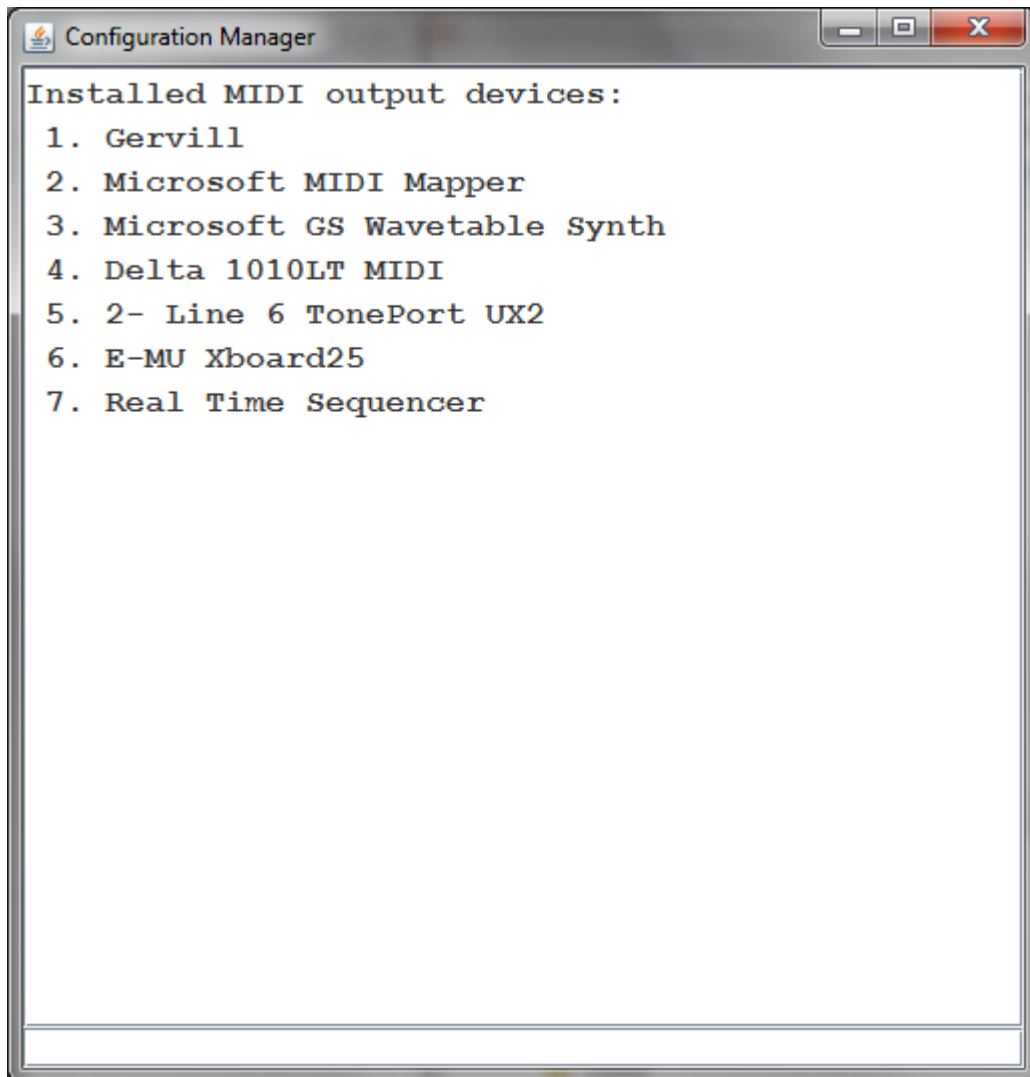 Configuration Manager
Installed MIDI output devices:
1. Gervill
2. Microsoft MIDI Mapper
3. Microsoft GS Wavetable Synth
4. Delta 1010LT MIDI
5. 2- Line 6 TonePort UX2
6. E-MU Xboard25
7. Real Time Sequencer